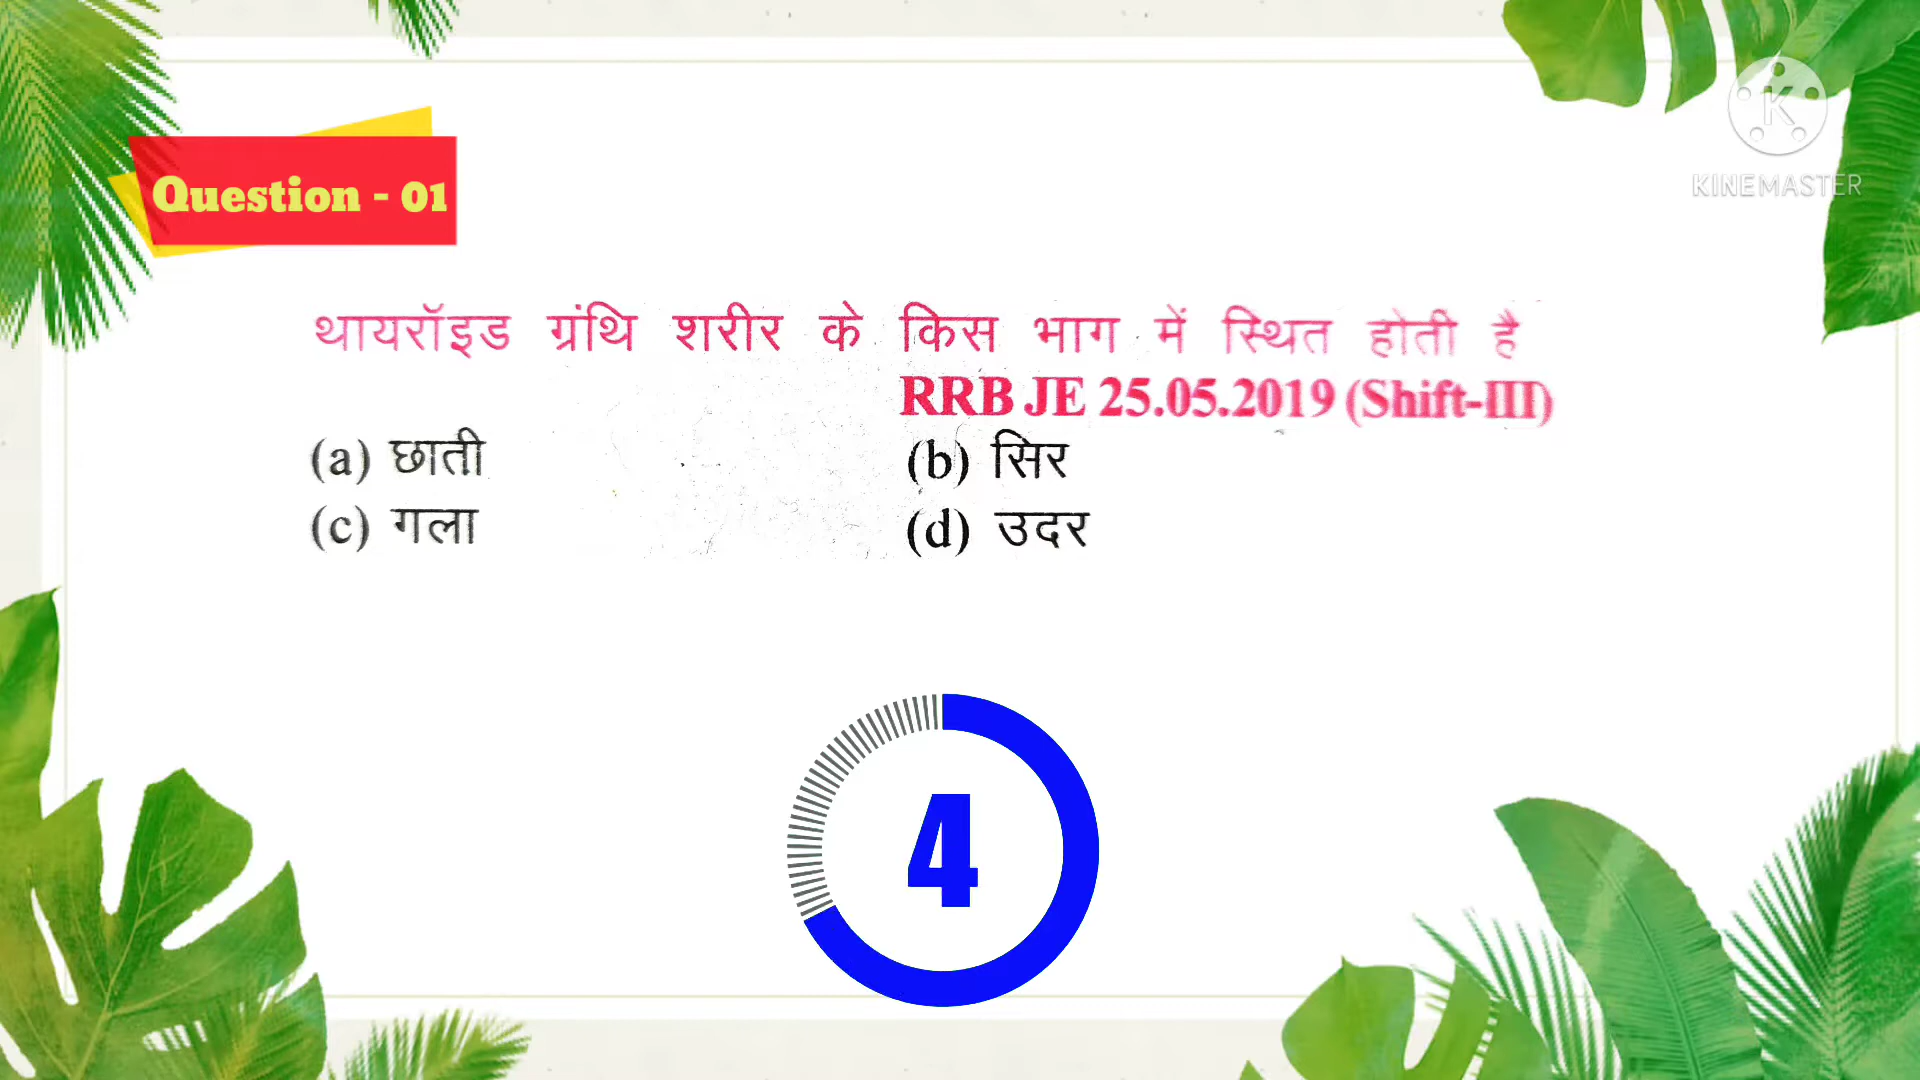 KINEMASTER
Question - 01
थायरॉइड ग्रंथि शरीर के किस भाग में स्थित होती है
RRB JE 25.05.2019 (Shift-III)
(a) छाती (b) सिर
(c) गला (d) उदर
4